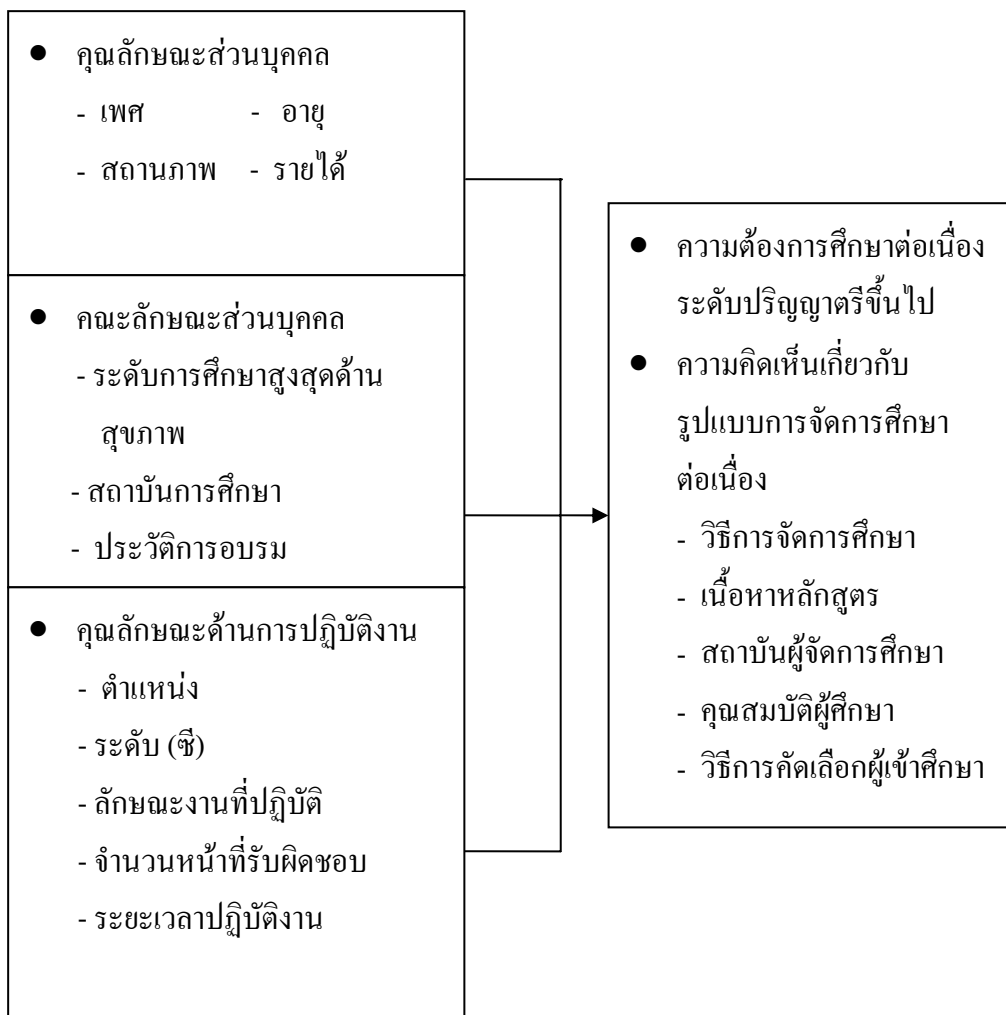 ● คุณลักษณะส่วนบุคคล
- เพศ - อายุ
- สถานภาพ - รายได้
● คณะลักษณะส่วนบุคคล
- ระดับการศึกษาสูงสุดด้าน
สุขภาพ
- สถาบันการศึกษา
- ประวัติการอบรม
● คุณลักษณะด้านการปฏิบัติงาน
- ตำแหน่ง
- ระดับ (ซี)
- ลักษณะงานที่ปฏิบัติ
- จำนวนหน้าที่รับผิดชอบ
- ระยะเวลาปฏิบัติงาน
● ความต้องการศึกษาต่อเนื่อง
ระดับปริญญาตรีขึ้นไป
● ความคิดเห็นเกี่ยวกับ
รูปแบบการจัดการศึกษา
ต่อเนื่อง
- วิธีการจัดการศึกษา
- เนื้อหาหลักสูตร
- สถาบันผู้จัดการศึกษา
- คุณสมบัติผู้ศึกษา
- วิธีการคัดเลือกผู้เข้าศึกษา